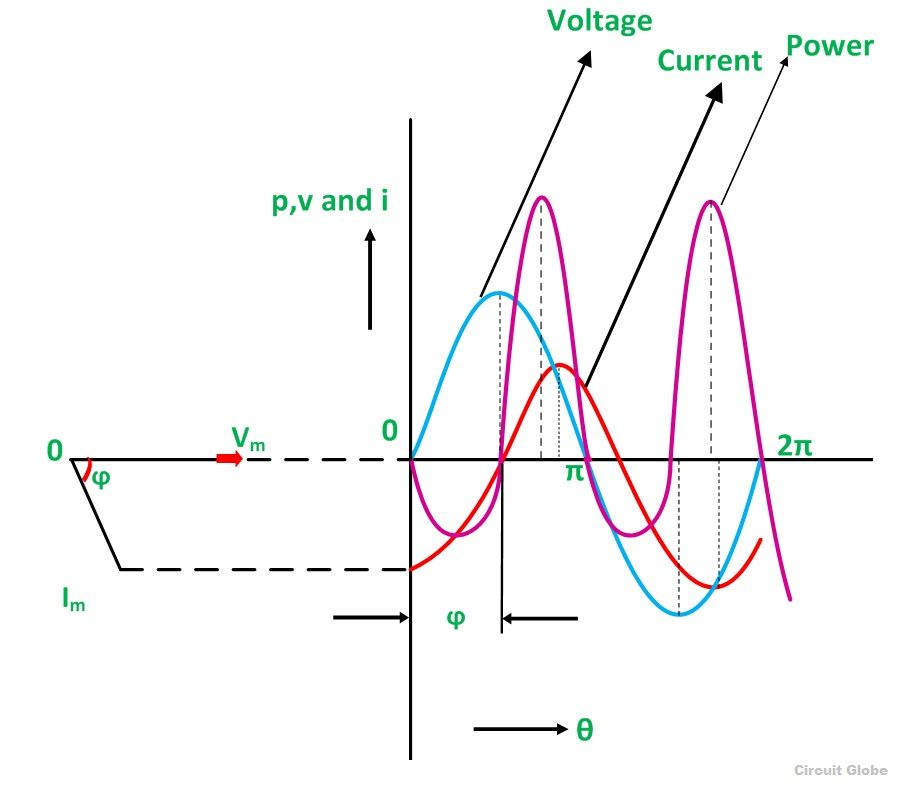 Voltage
Current
Power
p,v and i
0
Vm
0
φ
π
2π
Im
φ
θ
Circuit Globe